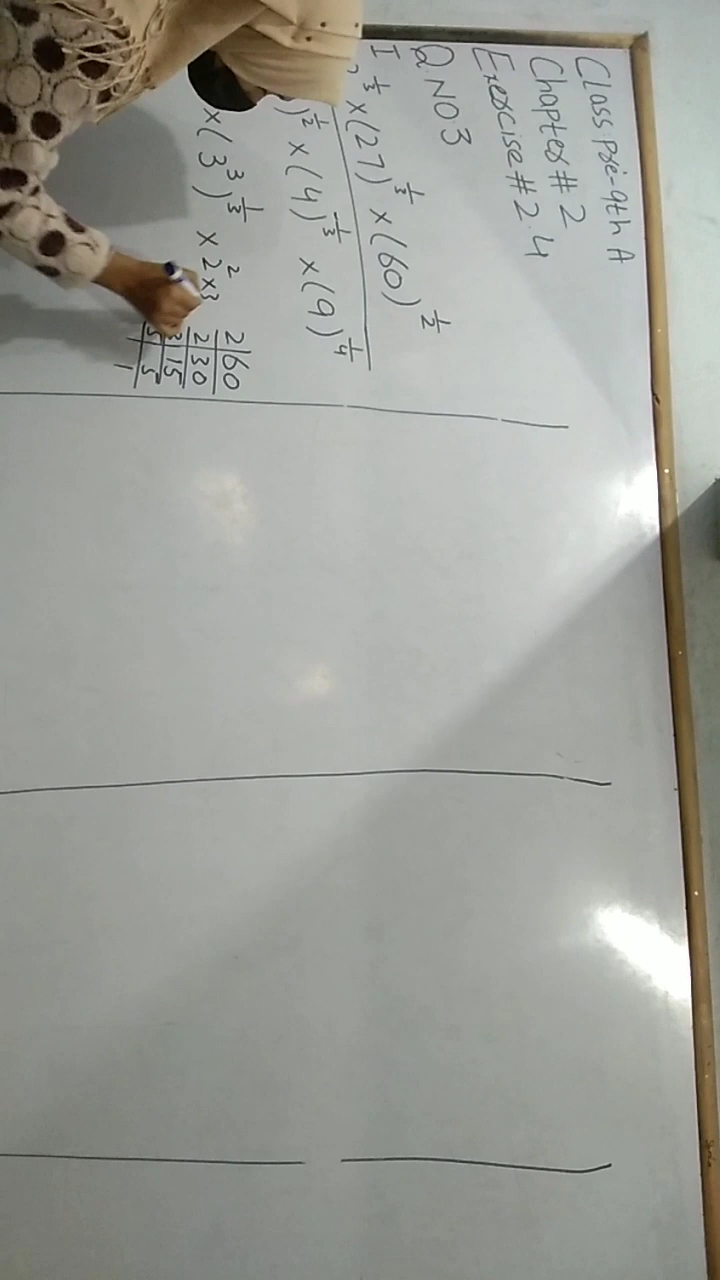 Class: pre-9th A
Chapter # 2
Exercise # 2.4
Q.NO 3
I
^{1/3} × (27)^{1/3} × (60)^{1/2}
)^{1/2} × (4)^{-1/3} × (9)^{1/4}
× (3^3)^{1/3} × 2^2 × 3
2 | 60
2 | 30
3 | 15
5 | 5
1